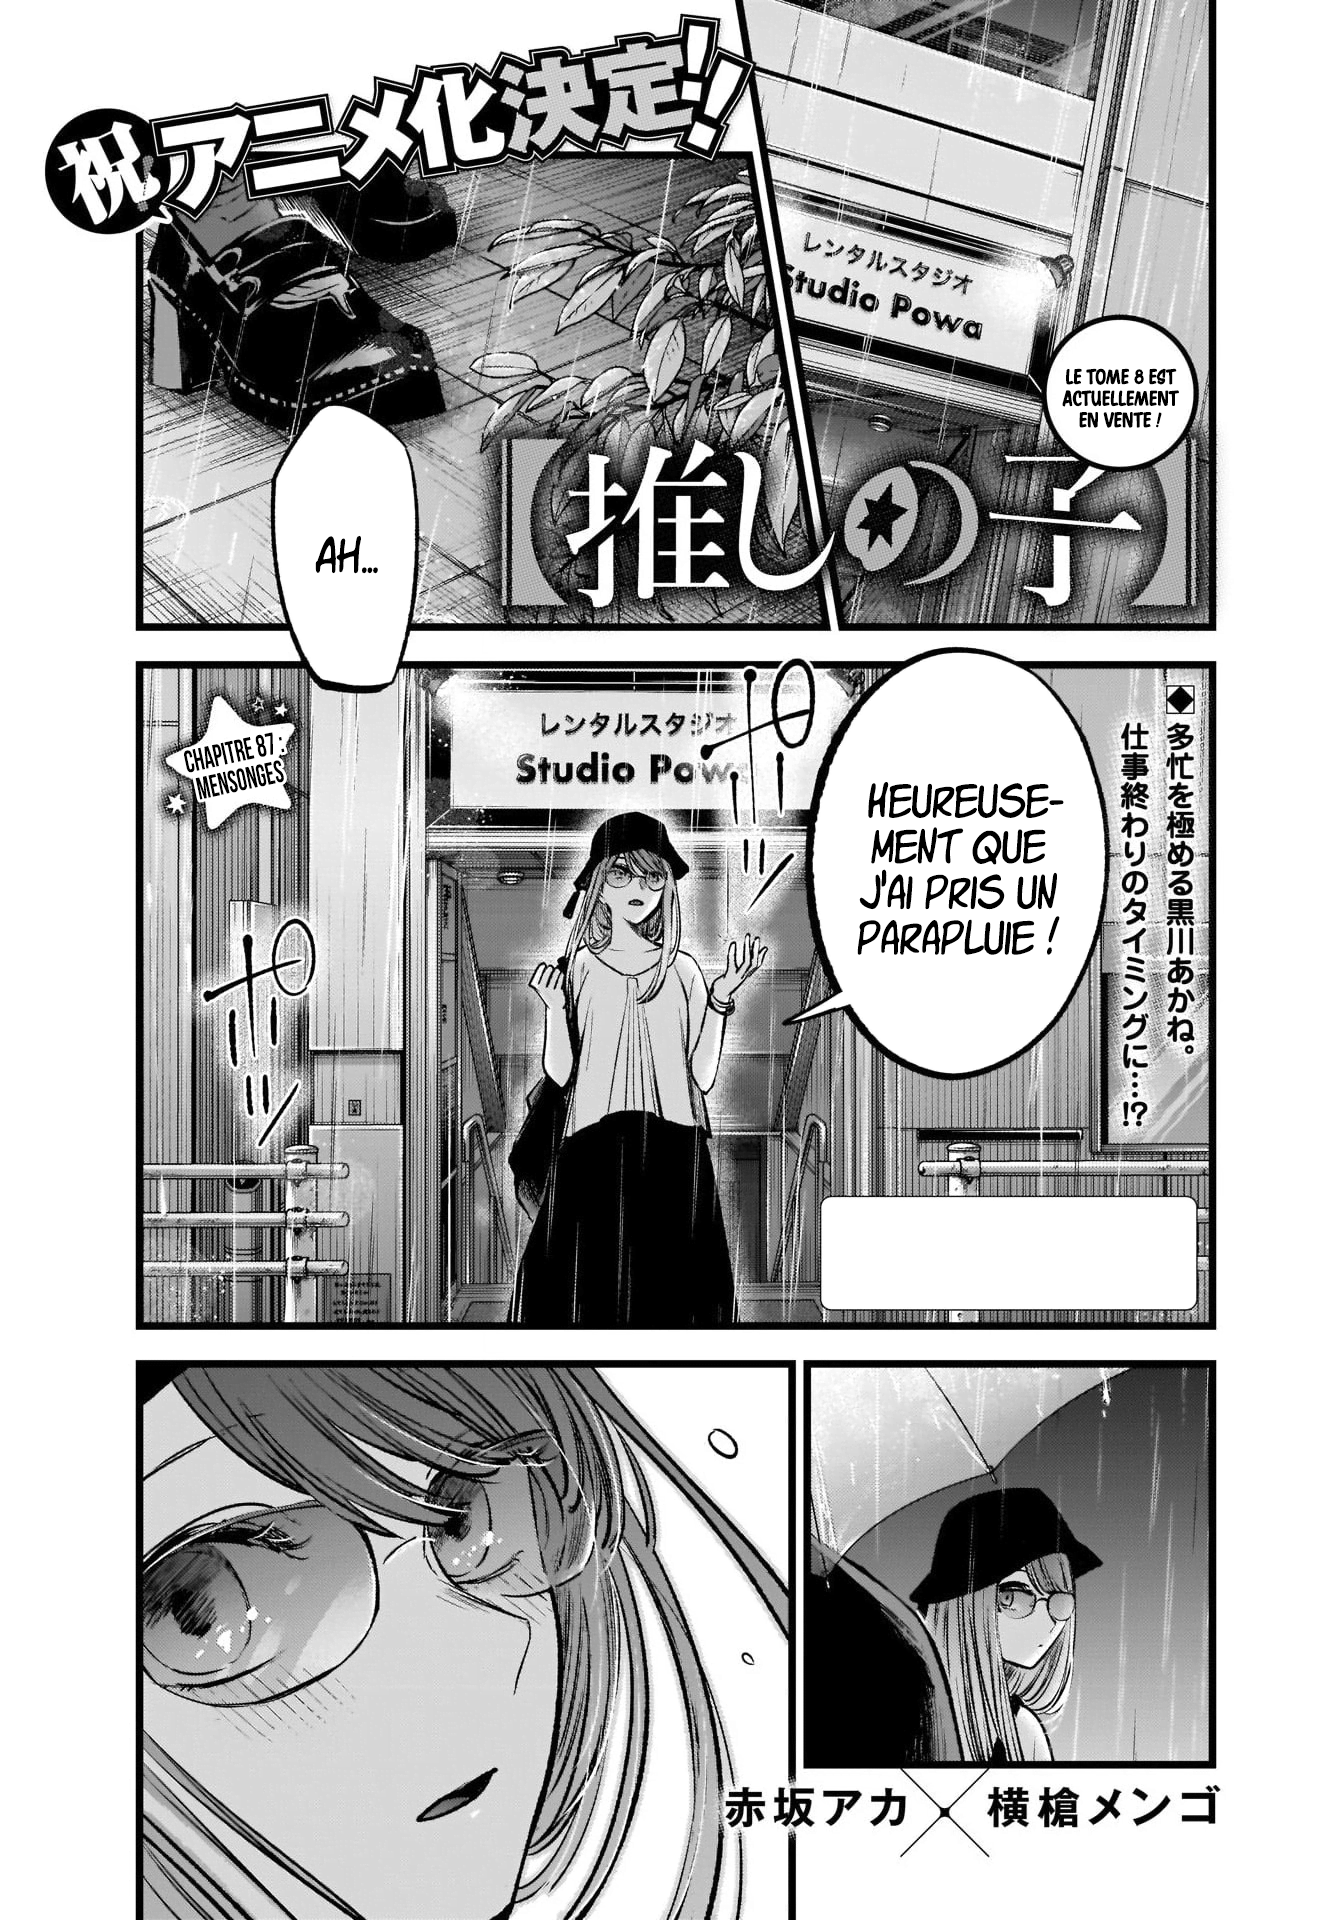 祝!アニメ化決定!!
レンタルスタジオ
Studio Powa
LE TOME 8 EST
ACTUELLEMENT
EN VENTE !
【推しの子】
AH...
CHAPITRE 87 :
MENSONGES
レンタルスタジオ
Studio Powa
ポツ
HEUREUSE-
MENT QUE
J'AI PRIS UN
PARAPLUIE !
◆多忙を極める黒川あかね。
仕事終わりのタイミングに…!?
ポツ
赤坂アカ×横槍メンゴ